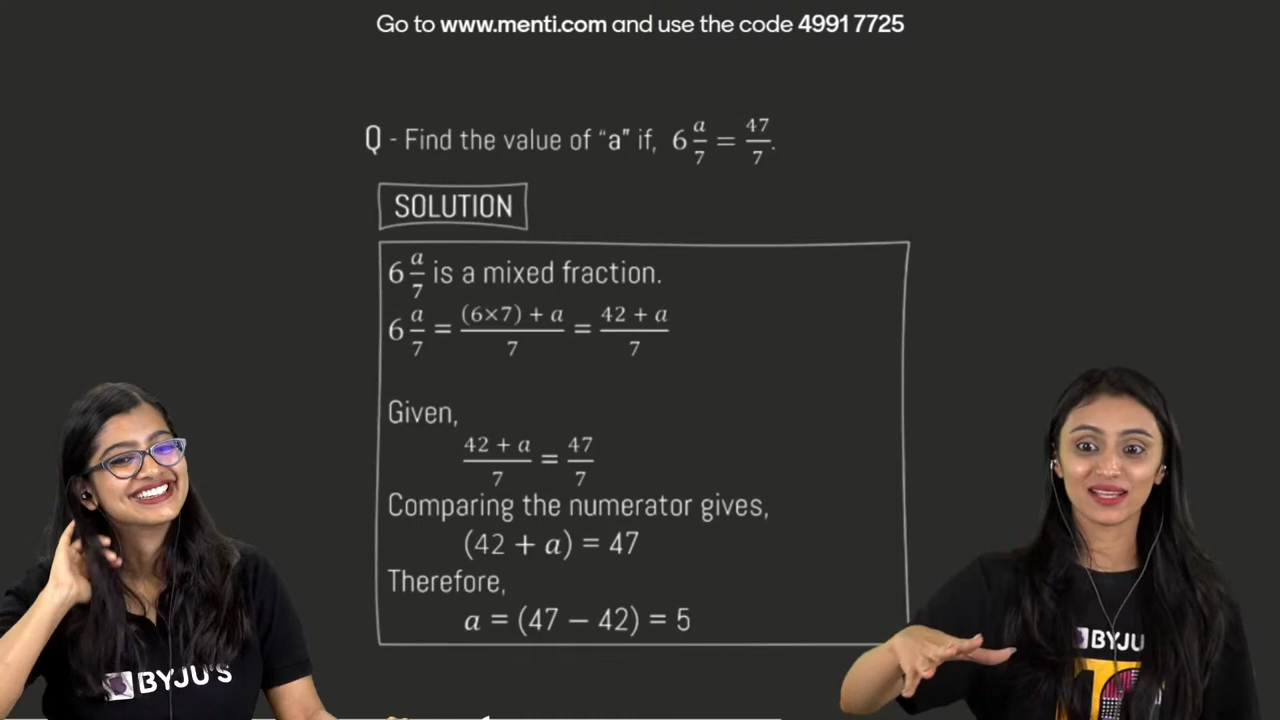 Go to www.menti.com and use the code 4991 7725
Q - Find the value of “a” if, 6 a/7 = 47/7.
SOLUTION
6 a/7 is a mixed fraction.
6 a/7 = (6×7) + a/7 = 42 + a/7
Given,
42 + a/7 = 47/7
Comparing the numerator gives,
(42 + a) = 47
Therefore,
a = (47 – 42) = 5
BYJU'S
BYJU